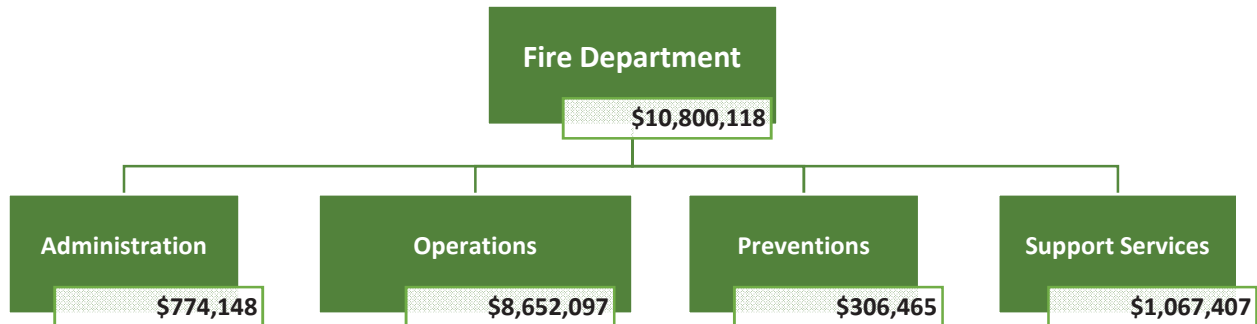 Fire Department
$10,800,118
Administration
$774,148
Operations
$8,652,097
Preventions
$306,465
Support Services
$1,067,407